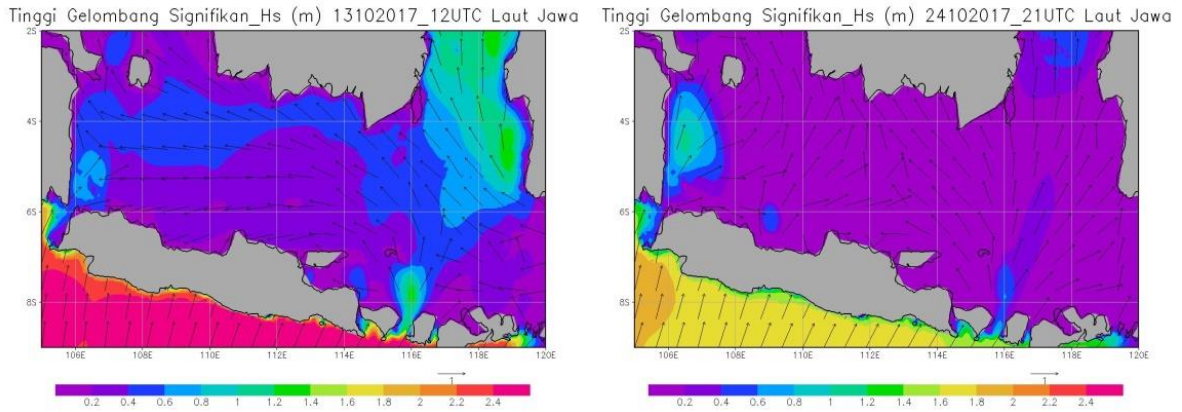 Tinggi Gelombang Signifikan_Hs (m) 13102017_12UTC Laut Jawa
2S
4S
6S
8S
106E 108E 110E 112E 114E 116E 118E 120E
1
0.2 0.4 0.6 0.8 1 1.2 1.4 1.6 1.8 2 2.2 2.4
Tinggi Gelombang Signifikan_Hs (m) 24102017_21UTC Laut Jawa
2S
4S
6S
8S
106E 108E 110E 112E 114E 116E 118E 120E
1
0.2 0.4 0.6 0.8 1 1.2 1.4 1.6 1.8 2 2.2 2.4